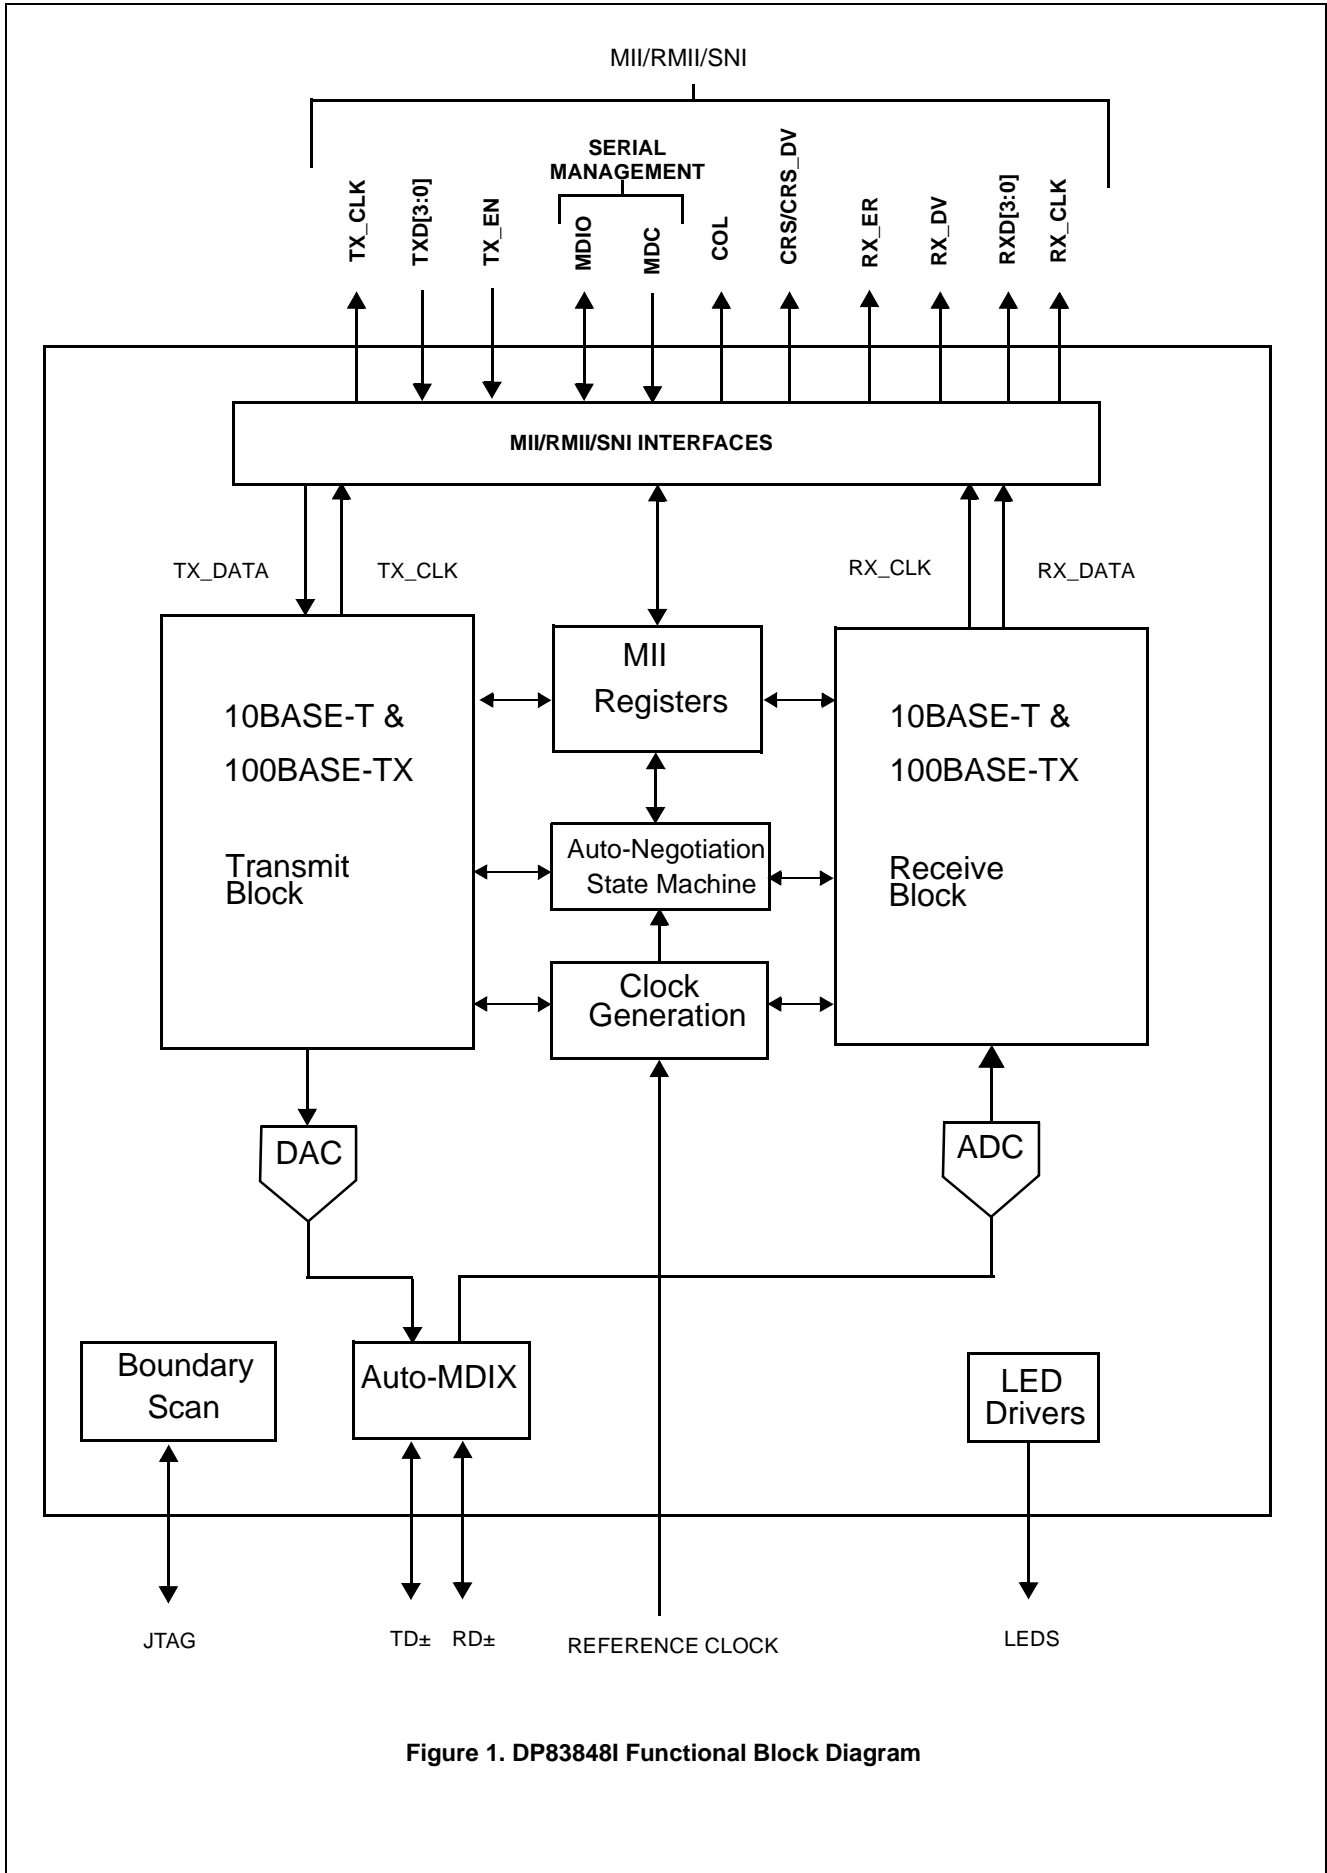 MII/RMII/SNI
SERIAL
MANAGEMENT
TX_CLK
TXD[3:0]
TX_EN
MDIO
MDC
COL
CRS/CRS_DV
RX_ER
RX_DV
RXD[3:0]
RX_CLK
MII/RMII/SNI INTERFACES
TX_DATA
TX_CLK
RX_CLK
RX_DATA
10BASE-T &
100BASE-TX
Transmit
Block
MII
Registers
Auto-Negotiation
State Machine
Clock
Generation
10BASE-T &
100BASE-TX
Receive
Block
DAC
ADC
Boundary
Scan
Auto-MDIX
LED
Drivers
JTAG
TD±
RD±
REFERENCE CLOCK
LEDS
Figure 1. DP83848I Functional Block Diagram